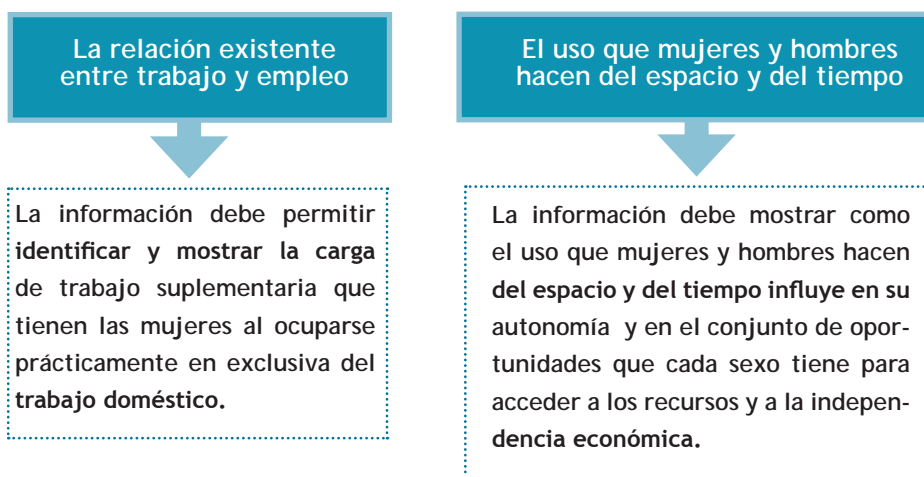 La relación existente
entre trabajo y empleo
La información debe permitir
identificar y mostrar la carga
de trabajo suplementaria que
tienen las mujeres al ocuparse
prácticamente en exclusiva del
trabajo doméstico.
El uso que mujeres y hombres
hacen del espacio y del tiempo
La información debe mostrar como
el uso que mujeres y hombres hacen
del espacio y del tiempo influye en su
autonomía y en el conjunto de opor-
tunidades que cada sexo tiene para
acceder a los recursos y a la indepen-
dencia económica.